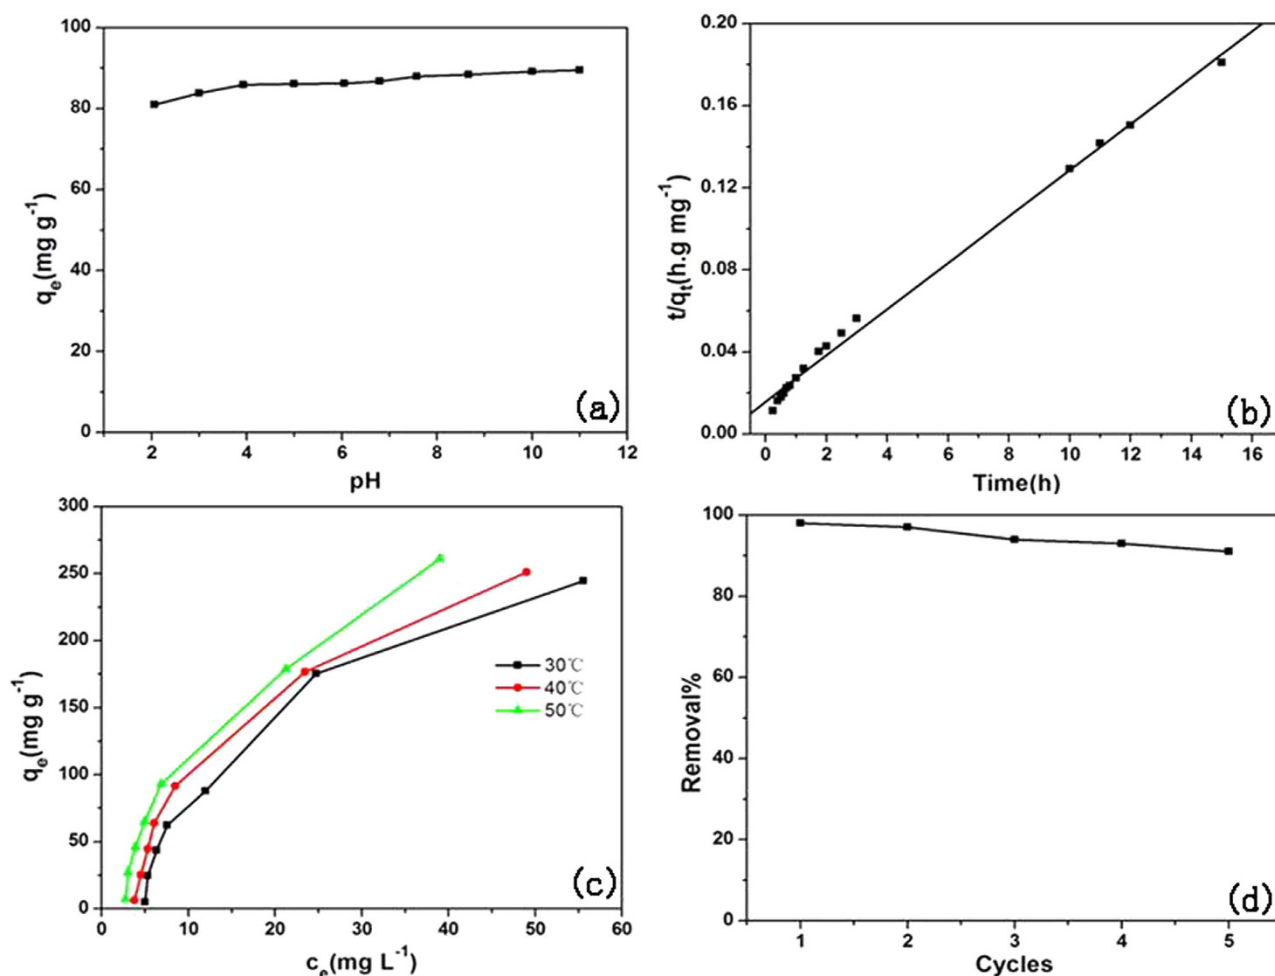 100
80
60
40
20
0
q_e(mg g⁻¹)
2 4 6 8 10 12
pH
(a)
0.20
0.16
0.12
0.08
0.04
0.00
t/q_t(h.g mg⁻¹)
0 2 4 6 8 10 12 14 16
Time(h)
(b)
300
250
200
150
100
50
0
q_e(mg g⁻¹)
30℃
40℃
50℃
0 10 20 30 40 50 60
c_e(mg L⁻¹)
(c)
100
80
60
40
20
0
Removal%
1 2 3 4 5
Cycles
(d)